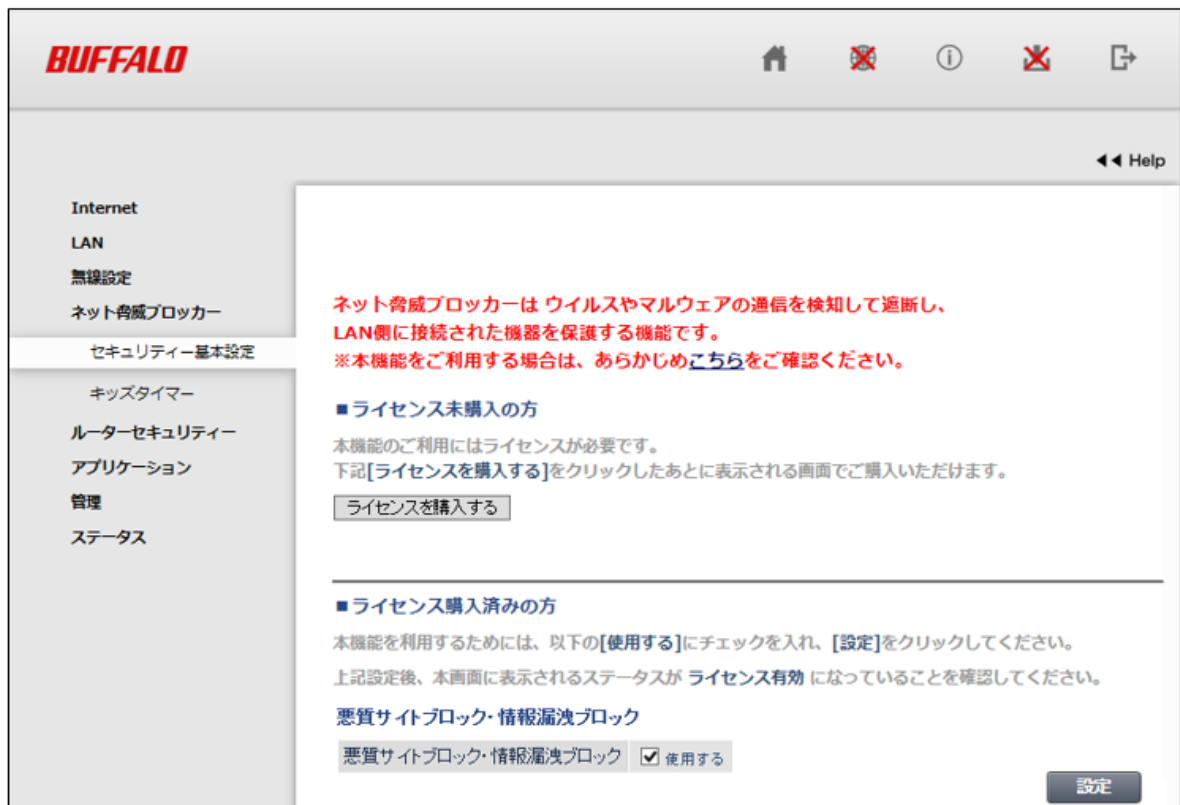 BUFFALO
◀◀ Help
Internet
LAN
無線設定
ネット脅威ブロッカー
セキュリティー基本設定
キッズタイマー
ルーターセキュリティー
アプリケーション
管理
ステータス
ネット脅威ブロッカーは ウイルスやマルウェアの通信を検知して遮断し、
LAN側に接続された機器を保護する機能です。
※本機能をご利用する場合は、あらかじめこちらをご確認ください。
■ライセンス未購入の方
本機能のご利用にはライセンスが必要です。
下記[ライセンスを購入する]をクリックしたあとに表示される画面でご購入いただけます。
ライセンスを購入する
■ライセンス購入済みの方
本機能を利用するためには、以下の[使用する]にチェックを入れ、[設定]をクリックしてください。
上記設定後、本画面に表示されるステータスが ライセンス有効 になっていることを確認してください。
悪質サイトブロック・情報漏洩ブロック
悪質サイトブロック・情報漏洩ブロック 使用する
設定